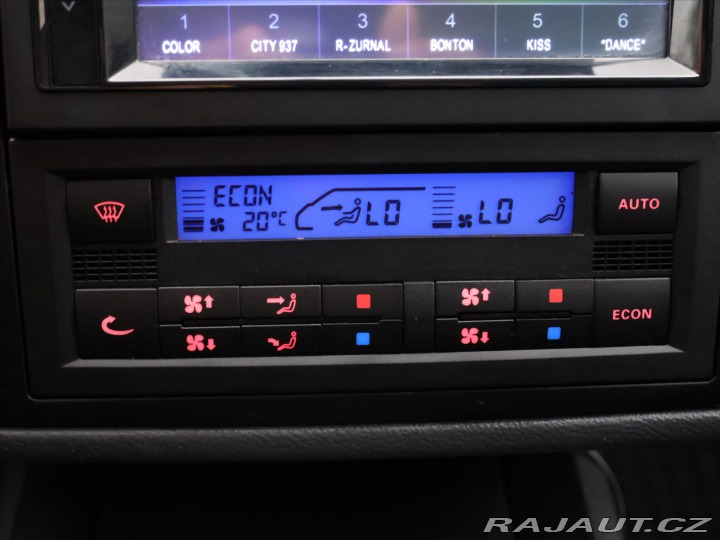 1 2 3 4 5 6
COLOR CITY 937 R-ZURNAL BONTON KISS *DANCE*
ECON
20°C LO LO
AUTO
ECON
RAJAUT.CZ